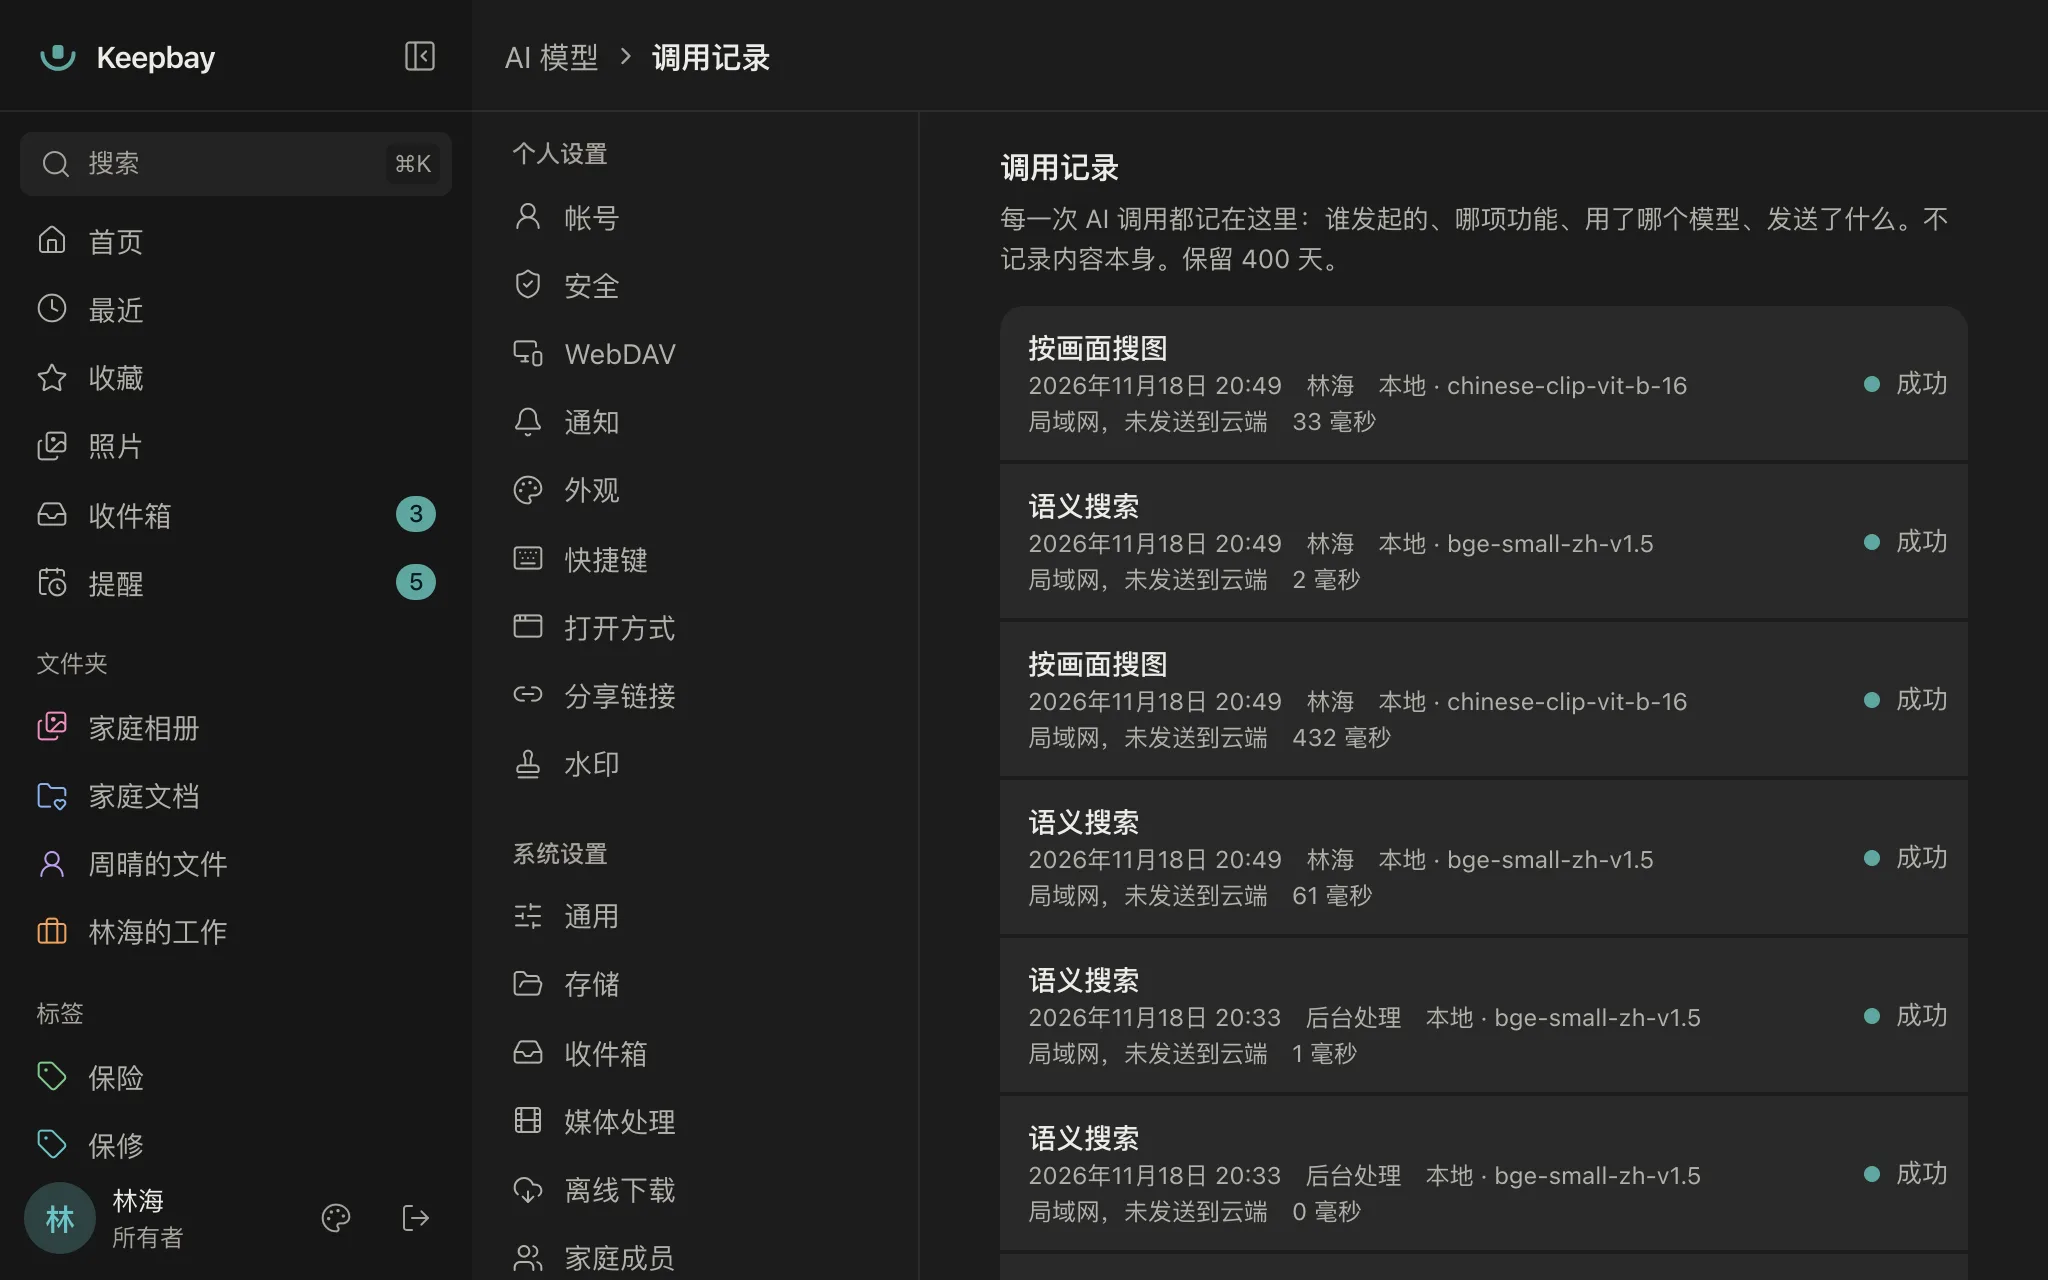 Keepbay
搜索
⌘K
首页
最近
收藏
照片
收件箱
3
提醒
5
文件夹
家庭相册
家庭文档
周晴的文件
林海的工作
标签
保险
保修
林
林海
所有者
AI 模型 > 调用记录
个人设置
帐号
安全
WebDAV
通知
外观
快捷键
打开方式
分享链接
水印
系统设置
通用
存储
收件箱
媒体处理
离线下载
家庭成员
调用记录
每一次 AI 调用都记在这里：谁发起的、哪项功能、用了哪个模型、发送了什么。不
记录内容本身。保留 400 天。
按画面搜图
2026年11月18日 20:49 林海 本地 · chinese-clip-vit-b-16
局域网，未发送到云端 33 毫秒
成功
语义搜索
2026年11月18日 20:49 林海 本地 · bge-small-zh-v1.5
局域网，未发送到云端 2 毫秒
成功
按画面搜图
2026年11月18日 20:49 林海 本地 · chinese-clip-vit-b-16
局域网，未发送到云端 432 毫秒
成功
语义搜索
2026年11月18日 20:49 林海 本地 · bge-small-zh-v1.5
局域网，未发送到云端 61 毫秒
成功
语义搜索
2026年11月18日 20:33 后台处理 本地 · bge-small-zh-v1.5
局域网，未发送到云端 1 毫秒
成功
语义搜索
2026年11月18日 20:33 后台处理 本地 · bge-small-zh-v1.5
局域网，未发送到云端 0 毫秒
成功